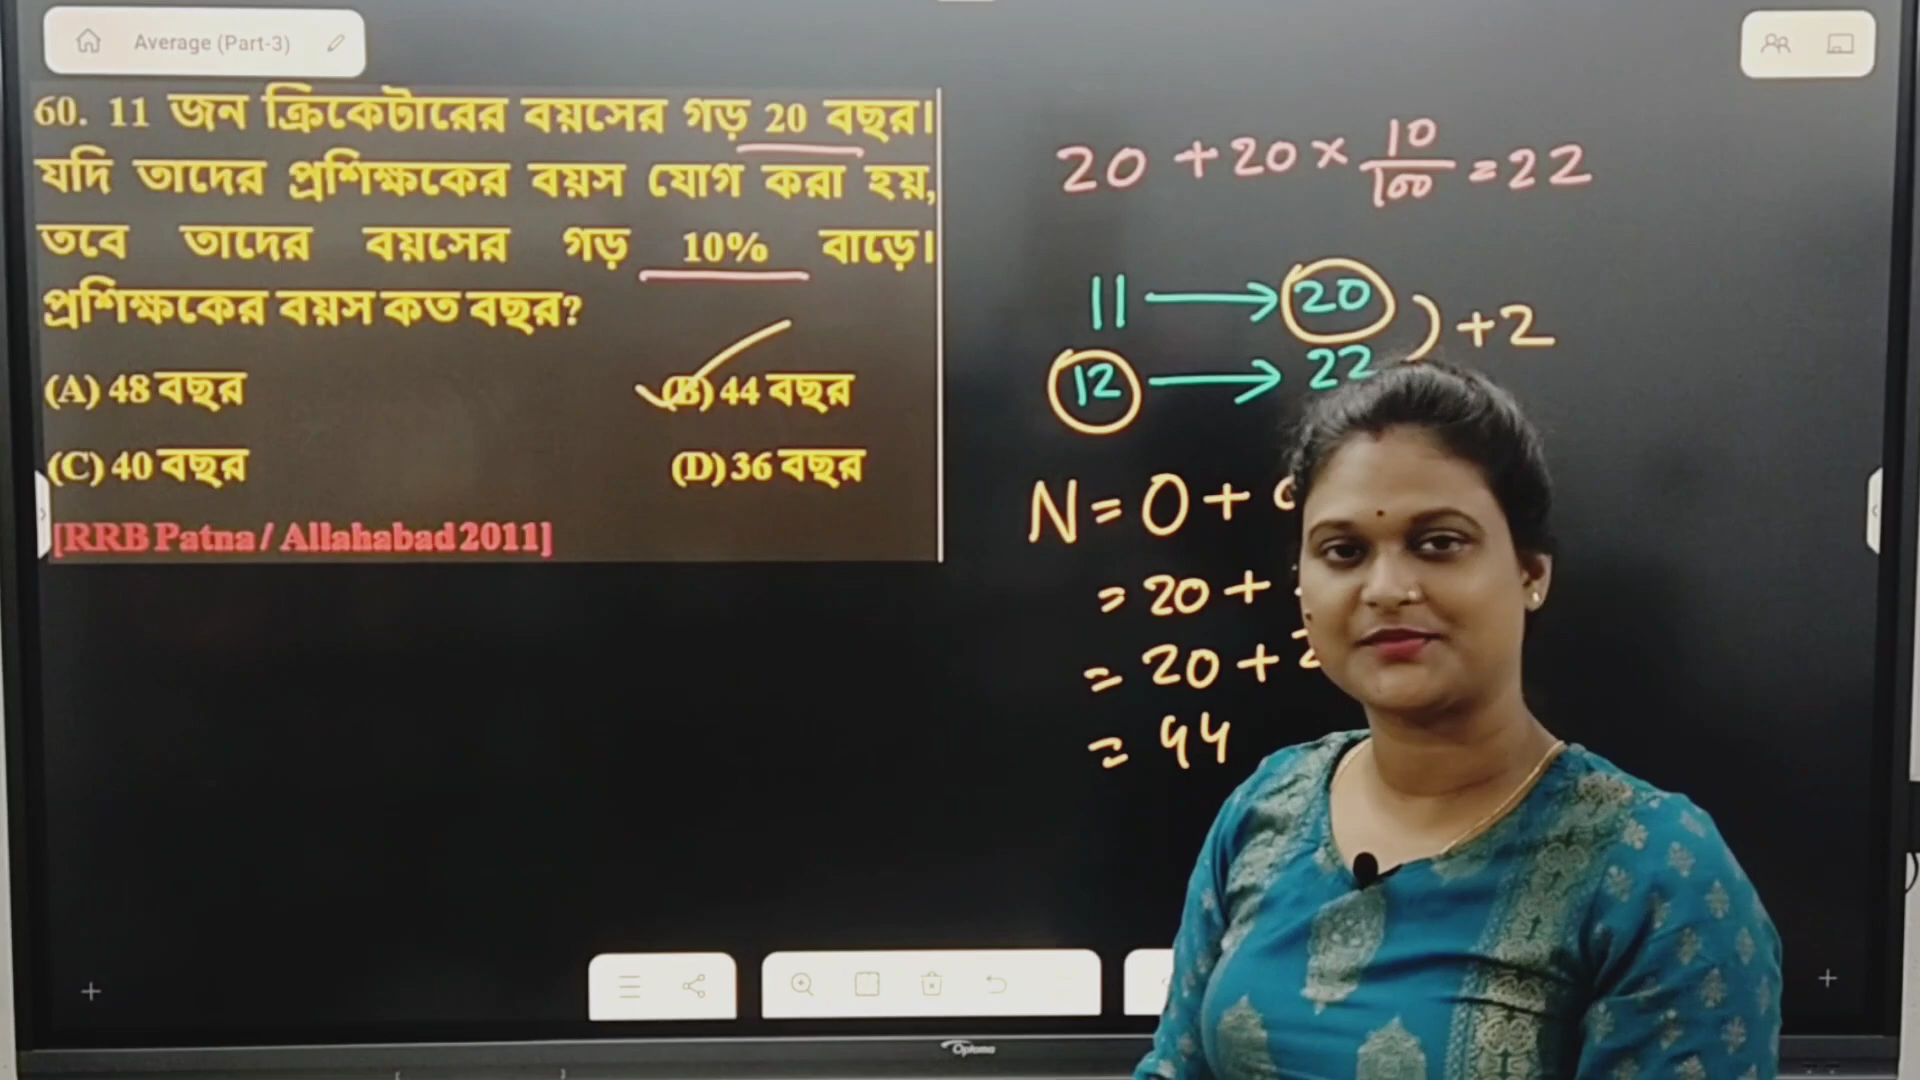 Average (Part-3)
60. 11 জন ক্রিকেটারের বয়সের গড় 20 বছর।
যদি তাদের প্রশিক্ষকের বয়স যোগ করা হয়,
তবে তাদের বয়সের গড় 10% বাড়ে।
প্রশিক্ষকের বয়স কত বছর?
(A) 48 বছর (B) 44 বছর
(C) 40 বছর (D) 36 বছর
[RRB Patna / Allahabad 2011]
20 + 20 × 10/100 = 22
11 → 20
) +2
12 → 22
N = O +
= 20 +
= 20 + 2
= 44
Optoma